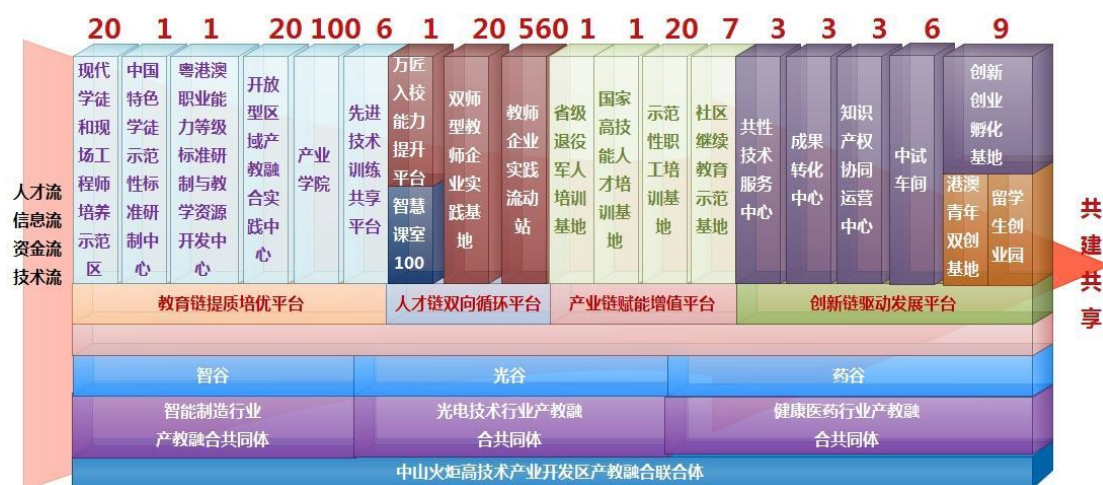 20 1 1 20 100 6 1 20 560 1 1 20 7 3 3 3 6 9
现代
学徒
和现
场工
程师
培养
示范
区
中国
特色
学徒
示范
性标
准研
制中
心
粤港澳
职业能
力等级
标准研
制与教
学资源
开发中
心
开放
型区
域产
教融
合实
践中
心
产业
学院
先进
技术
训练
共享
平台
万匠
入校
能力
提升
平台
智慧
课室
100
双师
型教
师企
业实
践基
地
教师
企业
实践
流动
站
省级
退役
军人
培训
基地
国家
高技
能人
才培
训基
地
示范
性职
工培
训基
地
社区
继续
教育
示范
基地
共性
技术
服务
中心
成果
转化
中心
知识
产权
协同
运营
中心
中试
车间
创新
创业
孵化
基地
港澳
青年
双创
基地
留学
生创
业园
人才流
信息流
资金流
技术流
共
建
共
享
教育链提质培优平台 人才链双向循环平台 产业链赋能增值平台 创新链驱动发展平台
智谷 光谷 药谷
智能制造行业
产教融合共同体
光电技术行业产教融
合共同体
健康医药行业产教融
合共同体
中山火炬高技术产业开发区产教融合联合体